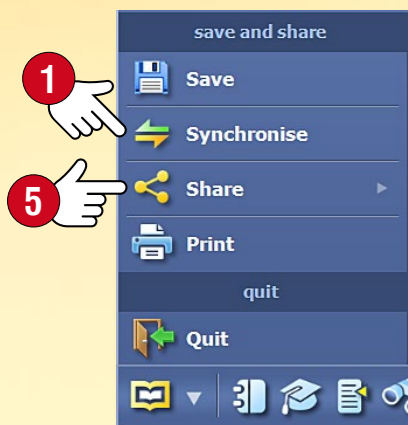 save and share
1
Save
Synchronise
5
Share
Print
quit
Quit